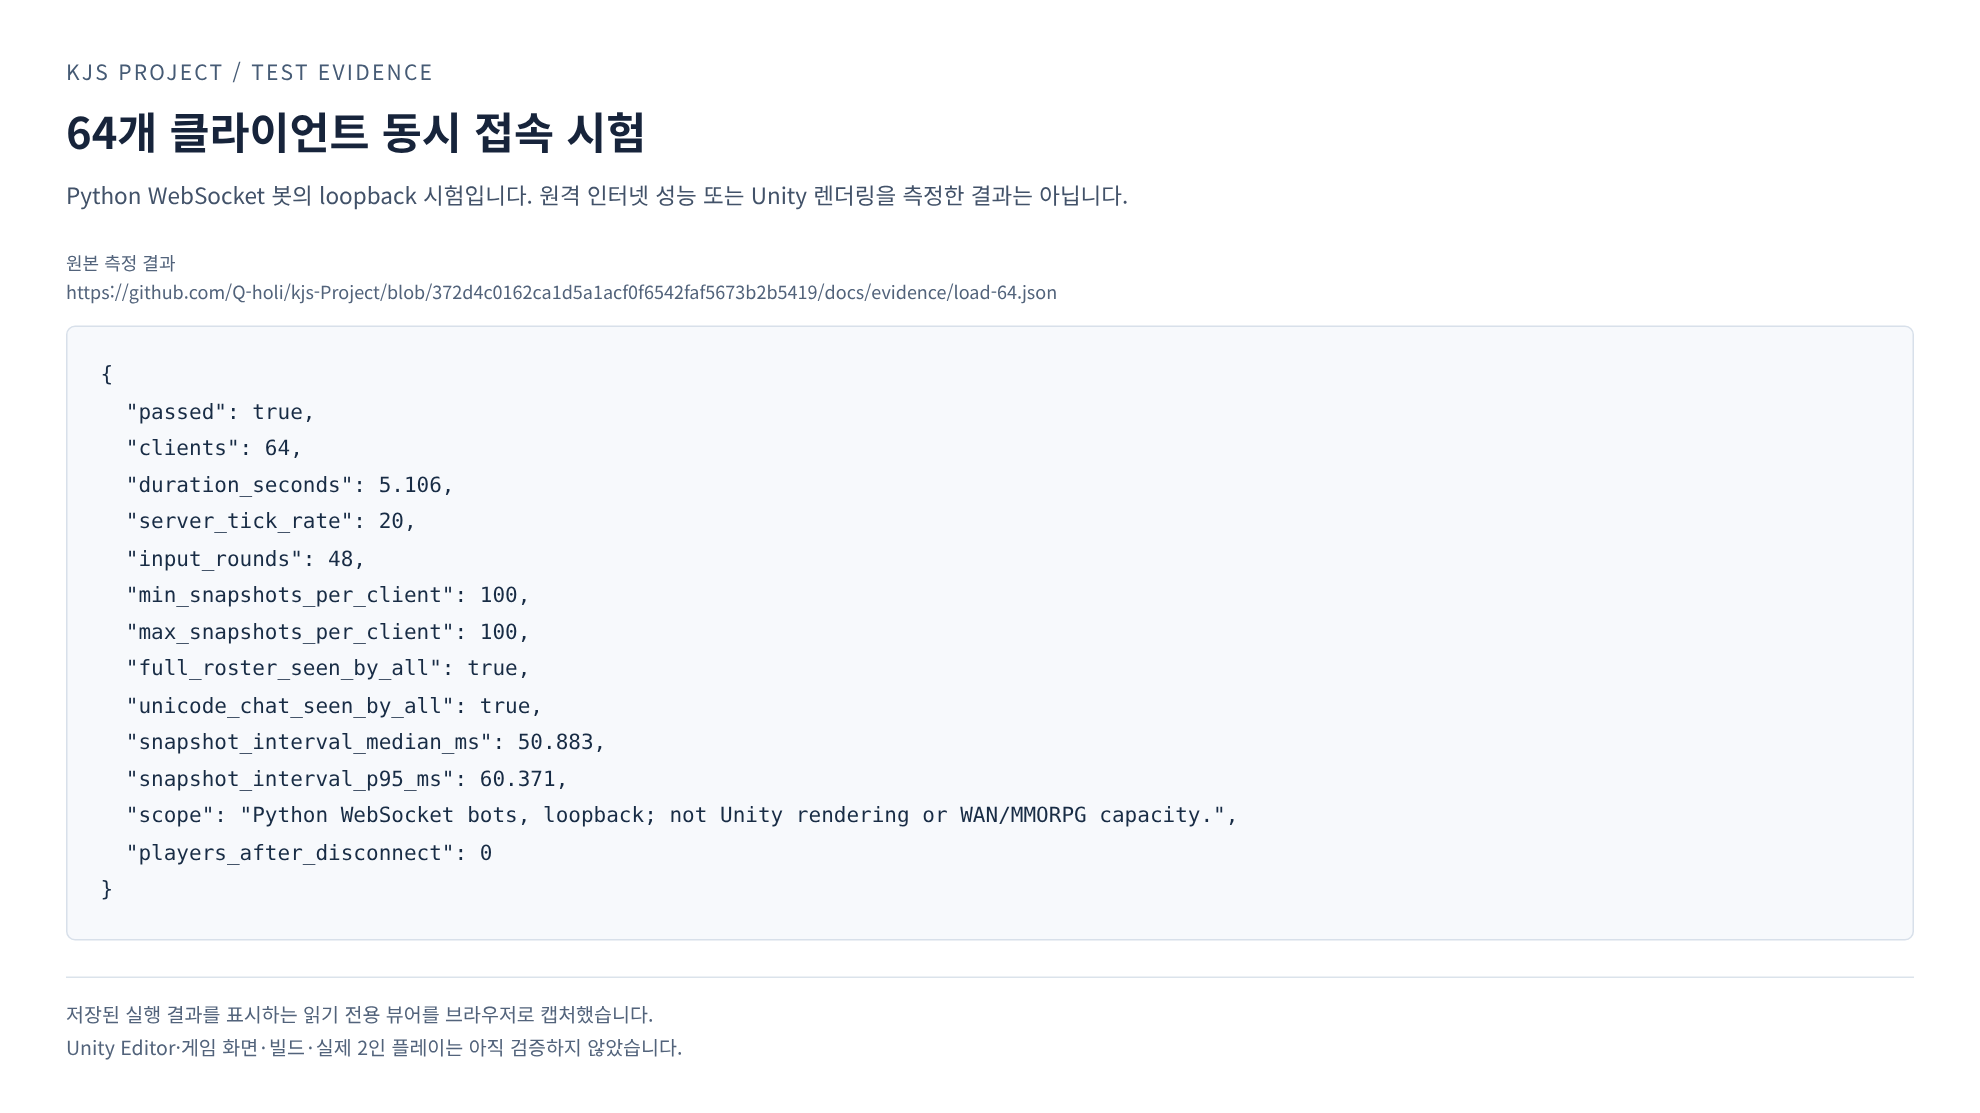 KJS PROJECT / TEST EVIDENCE
64개 클라이언트 동시 접속 시험
Python WebSocket 봇의 loopback 시험입니다. 원격 인터넷 성능 또는 Unity 렌더링을 측정한 결과는 아닙니다.
원본 측정 결과
https://github.com/Q-holi/kjs-Project/blob/372d4c0162ca1d5a1acf0f6542faf5673b2b5419/docs/evidence/load-64.json
{
  "passed": true,
  "clients": 64,
  "duration_seconds": 5.106,
  "server_tick_rate": 20,
  "input_rounds": 48,
  "min_snapshots_per_client": 100,
  "max_snapshots_per_client": 100,
  "full_roster_seen_by_all": true,
  "unicode_chat_seen_by_all": true,
  "snapshot_interval_median_ms": 50.883,
  "snapshot_interval_p95_ms": 60.371,
  "scope": "Python WebSocket bots, loopback; not Unity rendering or WAN/MMORPG capacity.",
  "players_after_disconnect": 0
}
저장된 실행 결과를 표시하는 읽기 전용 뷰어를 브라우저로 캡처했습니다.
Unity Editor·게임 화면·빌드·실제 2인 플레이는 아직 검증하지 않았습니다.